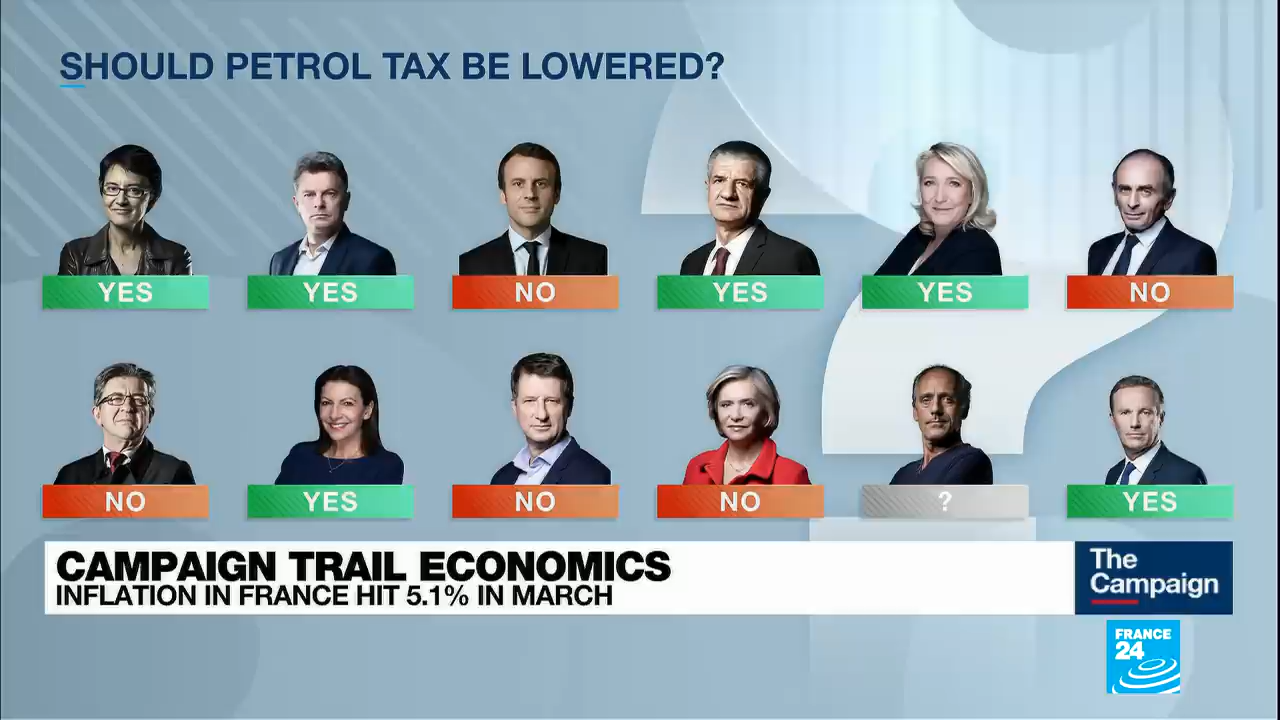 SHOULD PETROL TAX BE LOWERED?
YES
YES
NO
YES
YES
NO
NO
YES
NO
NO
?
YES
CAMPAIGN TRAIL ECONOMICS
INFLATION IN FRANCE HIT 5.1% IN MARCH
The
Campaign
FRANCE
24